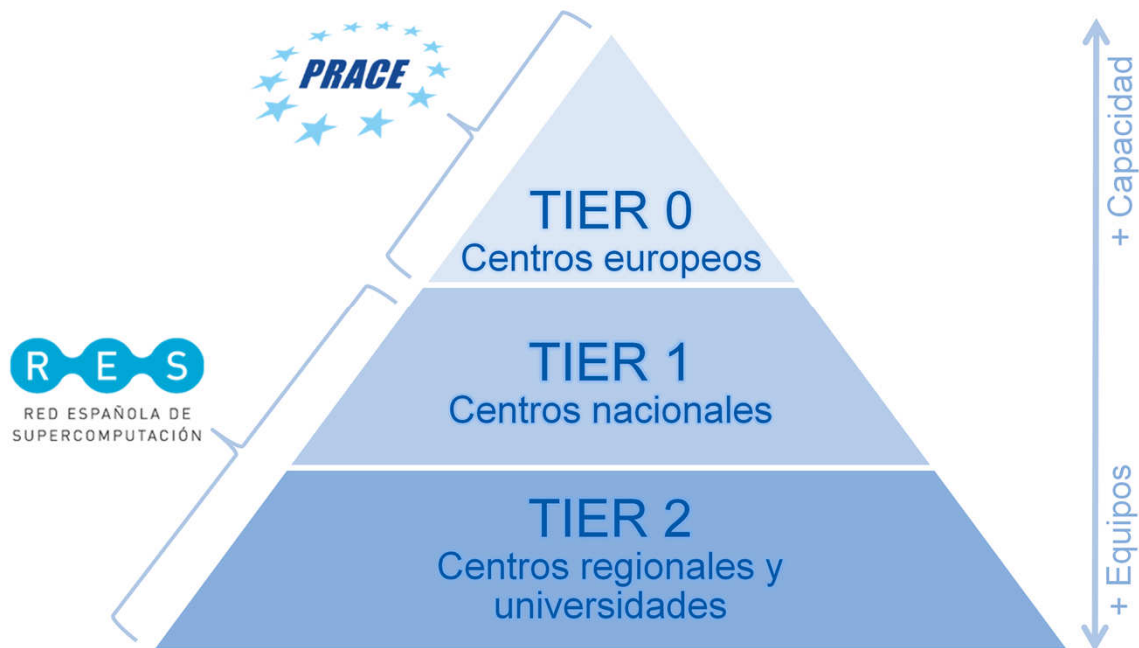 PRACE
TIER 0
Centros europeos
+ Capacidad
R E S
RED ESPAÑOLA DE
SUPERCOMPUTACIÓN
TIER 1
Centros nacionales
TIER 2
Centros regionales y
universidades
+ Equipos